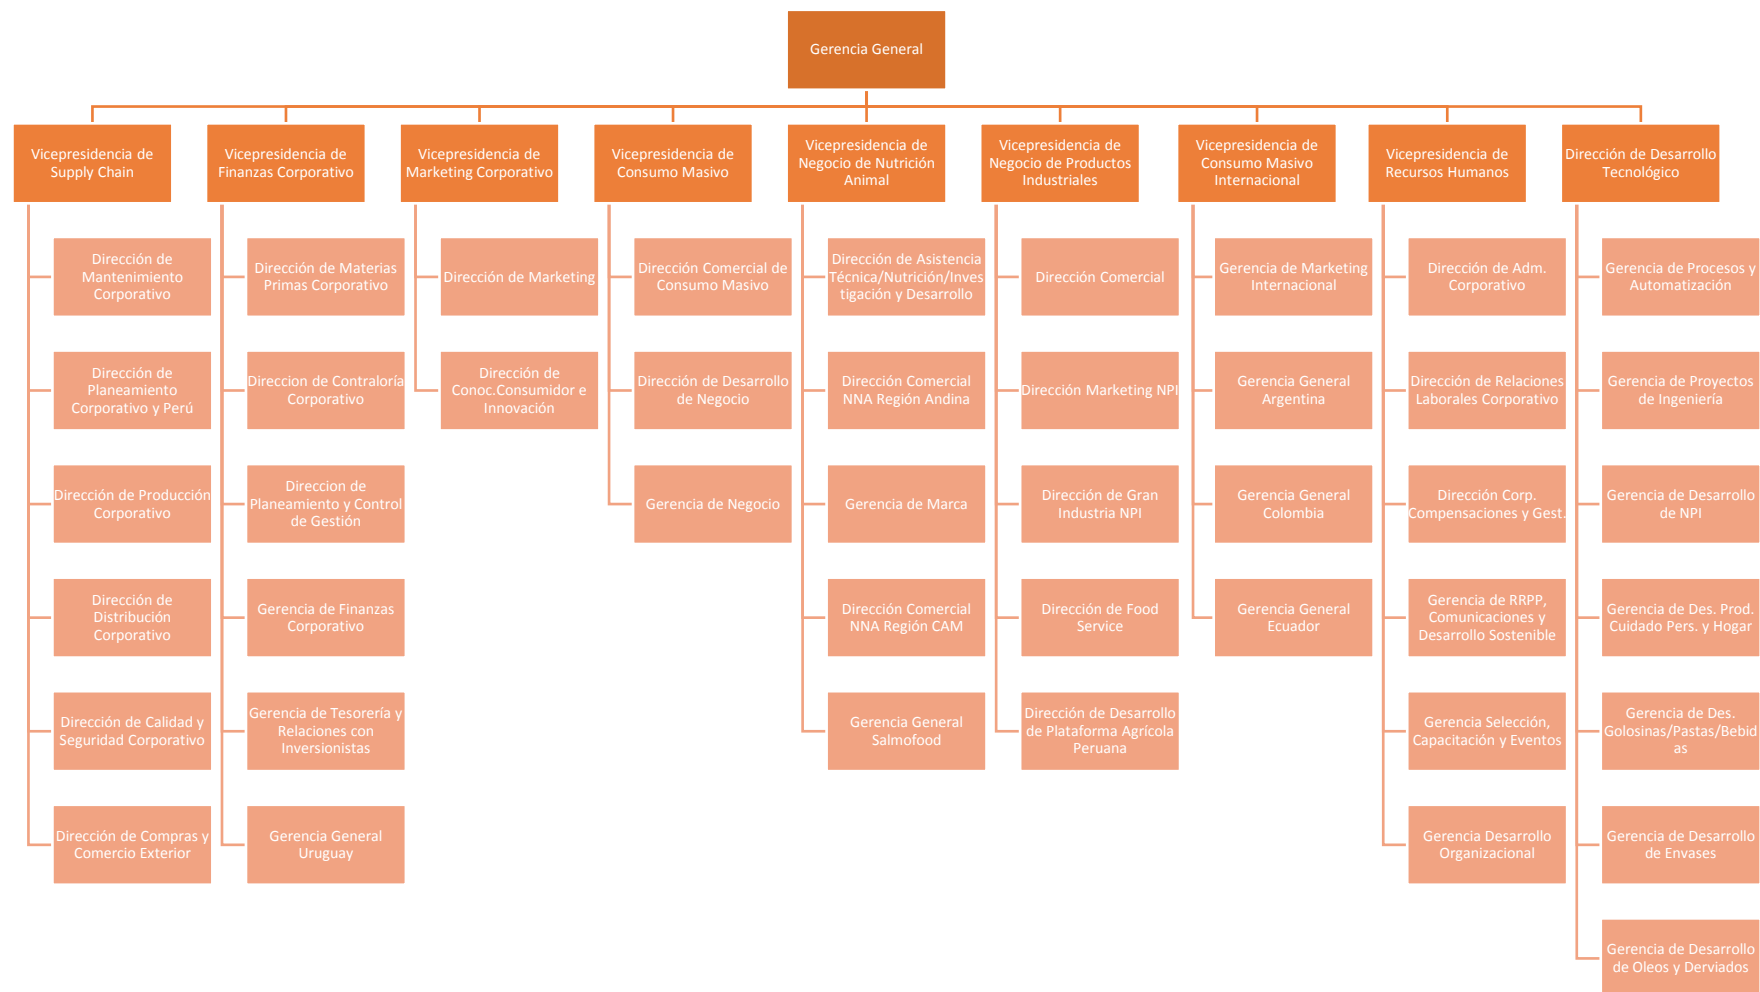 Gerencia General
Vicepresidencia de
Supply Chain
Dirección de
Mantenimiento
Corporativo
Dirección de
Planeamiento
Corporativo y Perú
Dirección de Producción
Corporativo
Dirección de
Distribución
Corporativo
Dirección de Calidad y
Seguridad Corporativo
Dirección de Compras y
Comercio Exterior
Vicepresidencia de
Finanzas Corporativo
Dirección de Materias
Primas Corporativo
Direccion de Contraloría
Corporativo
Direccion de
Planeamiento y Control
de Gestión
Gerencia de Finanzas
Corporativo
Gerencia de Tesorería y
Relaciones con
Inversionistas
Gerencia General
Uruguay
Vicepresidencia de
Marketing Corporativo
Dirección de Marketing
Dirección de
Conoc.Consumidor e
Innovación
Vicepresidencia de
Consumo Masivo
Dirección Comercial de
Consumo Masivo
Dirección de Desarrollo
de Negocio
Gerencia de Negocio
Vicepresidencia de
Negocio de Nutrición
Animal
Dirección de Asistencia
Técnica/Nutrición/Inves
tigación y Desarrollo
Dirección Comercial
NNA Región Andina
Gerencia de Marca
Dirección Comercial
NNA Región CAM
Gerencia General
Salmofood
Vicepresidencia de
Negocio de Productos
Industriales
Dirección Comercial
Dirección Marketing NPI
Dirección de Gran
Industria NPI
Dirección de Food
Service
Dirección de Desarrollo
de Plataforma Agrícola
Peruana
Vicepresidencia de
Consumo Masivo
Internacional
Gerencia de Marketing
Internacional
Gerencia General
Argentina
Gerencia General
Colombia
Gerencia General
Ecuador
Vicepresidencia de
Recursos Humanos
Dirección de Adm.
Corporativo
Dirección de Relaciones
Laborales Corporativo
Dirección Corp.
Compensaciones y Gest.
Gerencia de RRPP,
Comunicaciones y
Desarrollo Sostenible
Gerencia Selección,
Capacitación y Eventos
Gerencia Desarrollo
Organizacional
Dirección de Desarrollo
Tecnológico
Gerencia de Procesos y
Automatización
Gerencia de Proyectos
de Ingeniería
Gerencia de Desarrollo
de NPI
Gerencia de Des. Prod.
Cuidado Pers. y Hogar
Gerencia de Des.
Golosinas/Pastas/Bebid
as
Gerencia de Desarrollo
de Envases
Gerencia de Desarrollo
de Oleos y Derviados